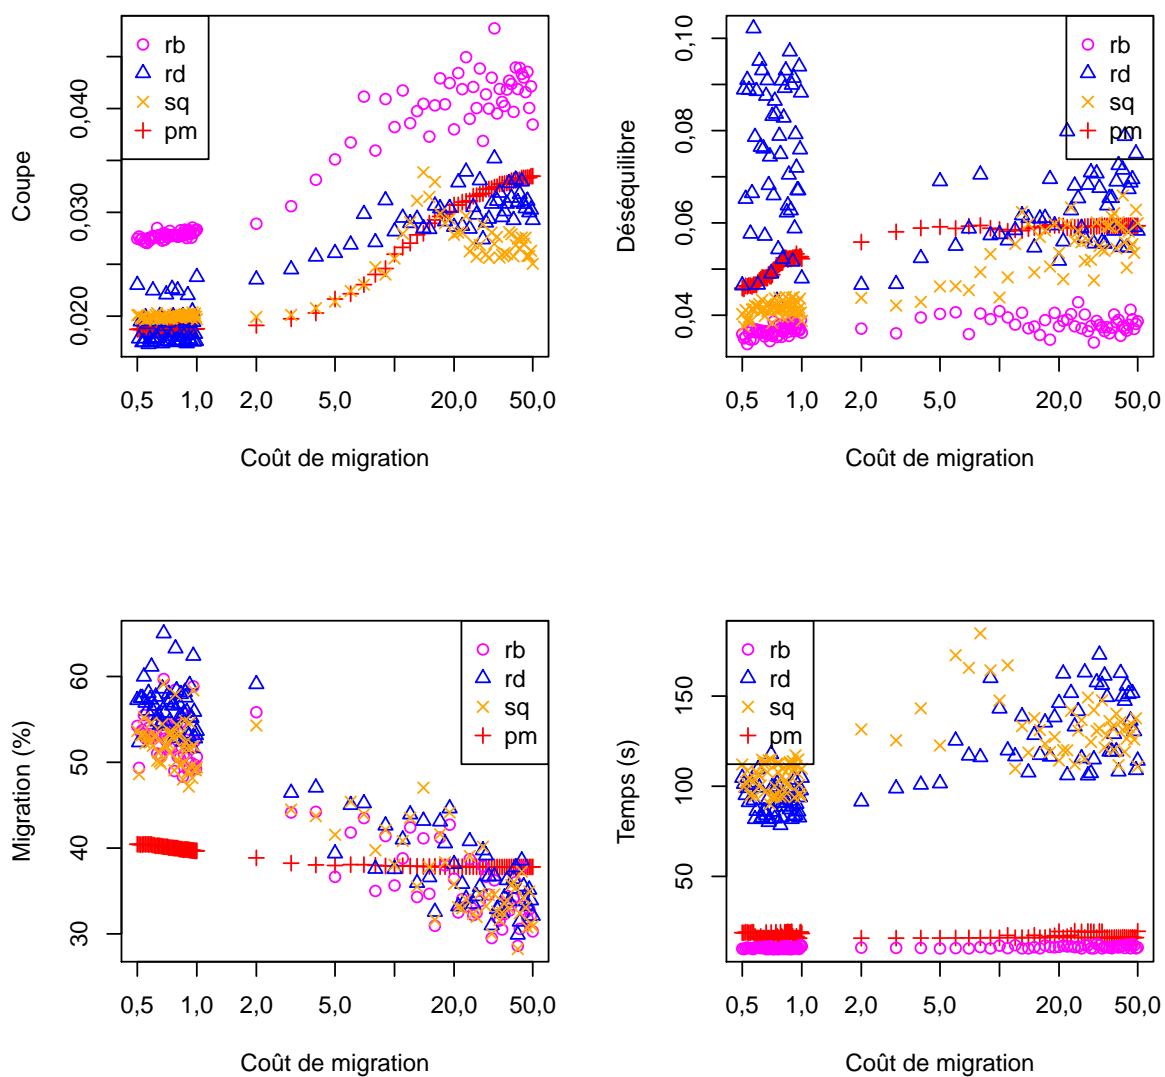 Coupe
0,020
0,030
0,040
rb
rd
sq
pm
0,5
1,0
2,0
5,0
20,0
50,0
Coût de migration
Déséquilibre
0,04
0,06
0,08
0,10
rb
rd
sq
pm
0,5
1,0
2,0
5,0
20,0
50,0
Coût de migration
Migration (%)
30
40
50
60
rb
rd
sq
pm
0,5
1,0
2,0
5,0
20,0
50,0
Coût de migration
Temps (s)
50
100
150
rb
rd
sq
pm
0,5
1,0
2,0
5,0
20,0
50,0
Coût de migration